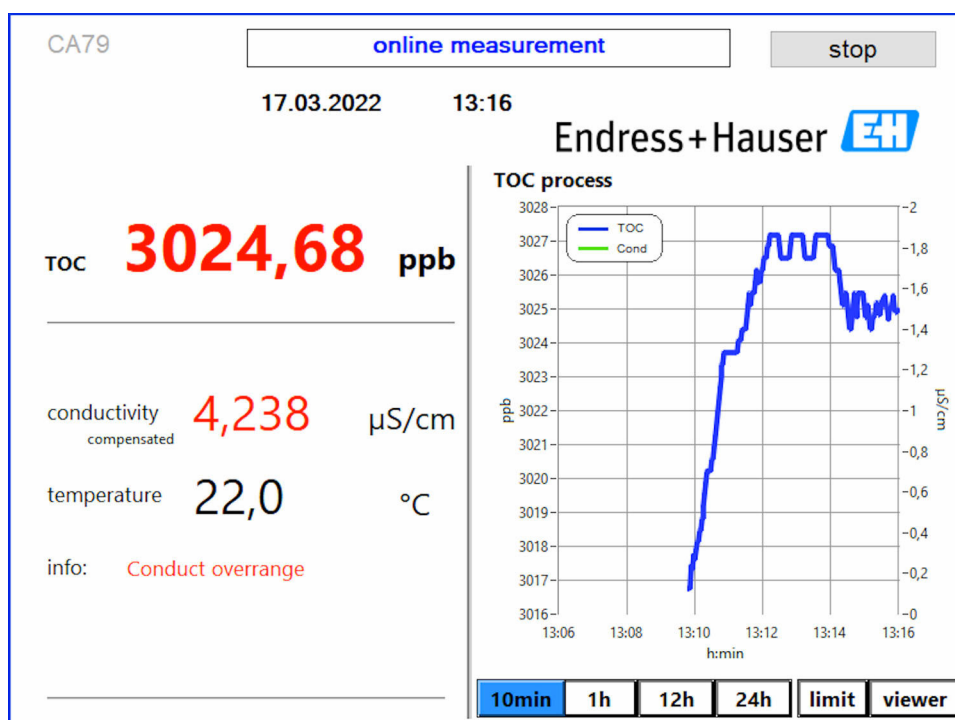 CA79
online measurement
stop
17.03.2022 13:16
Endress+Hauser EH
TOC 3024,68 ppb
conductivity 4,238 µS/cm
compensated
temperature 22,0 °C
info: Conduct overrange
TOC process
TOC
Cond
3028
3027
3026
3025
3024
3023
3022
3021
3020
3019
3018
3017
3016
ppb
2
1,8
1,6
1,4
1,2
1
0,8
0,6
0,4
0,2
0
µS/cm
13:06 13:08 13:10 13:12 13:14 13:16
h:min
10min 1h 12h 24h limit viewer